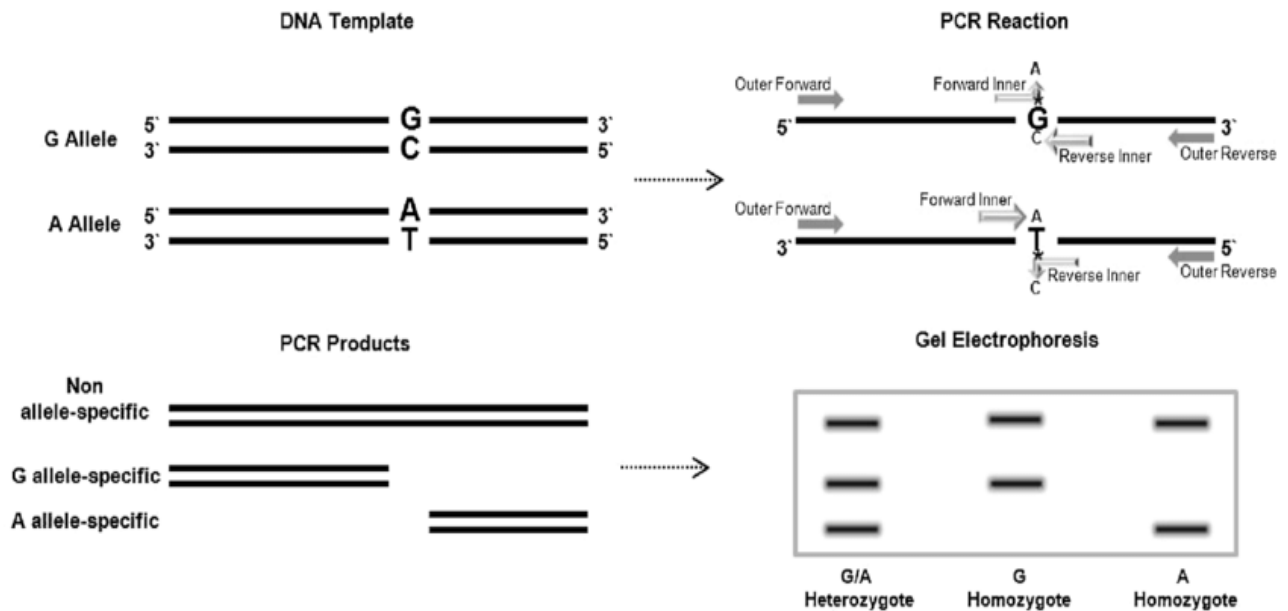 DNA Template
G Allele
5` G 3`
3` C 5`
A Allele
5` A 3`
3` T 5`
PCR Reaction
A
Outer Forward
Forward Inner
*
5` G 3`
C
Reverse Inner
Outer Reverse
Forward Inner
Outer Forward
A
3` T 5`
*
Reverse Inner
Outer Reverse
C
PCR Products
Non
allele-specific
G allele-specific
A allele-specific
Gel Electrophoresis
G/A
Heterozygote
G
Homozygote
A
Homozygote